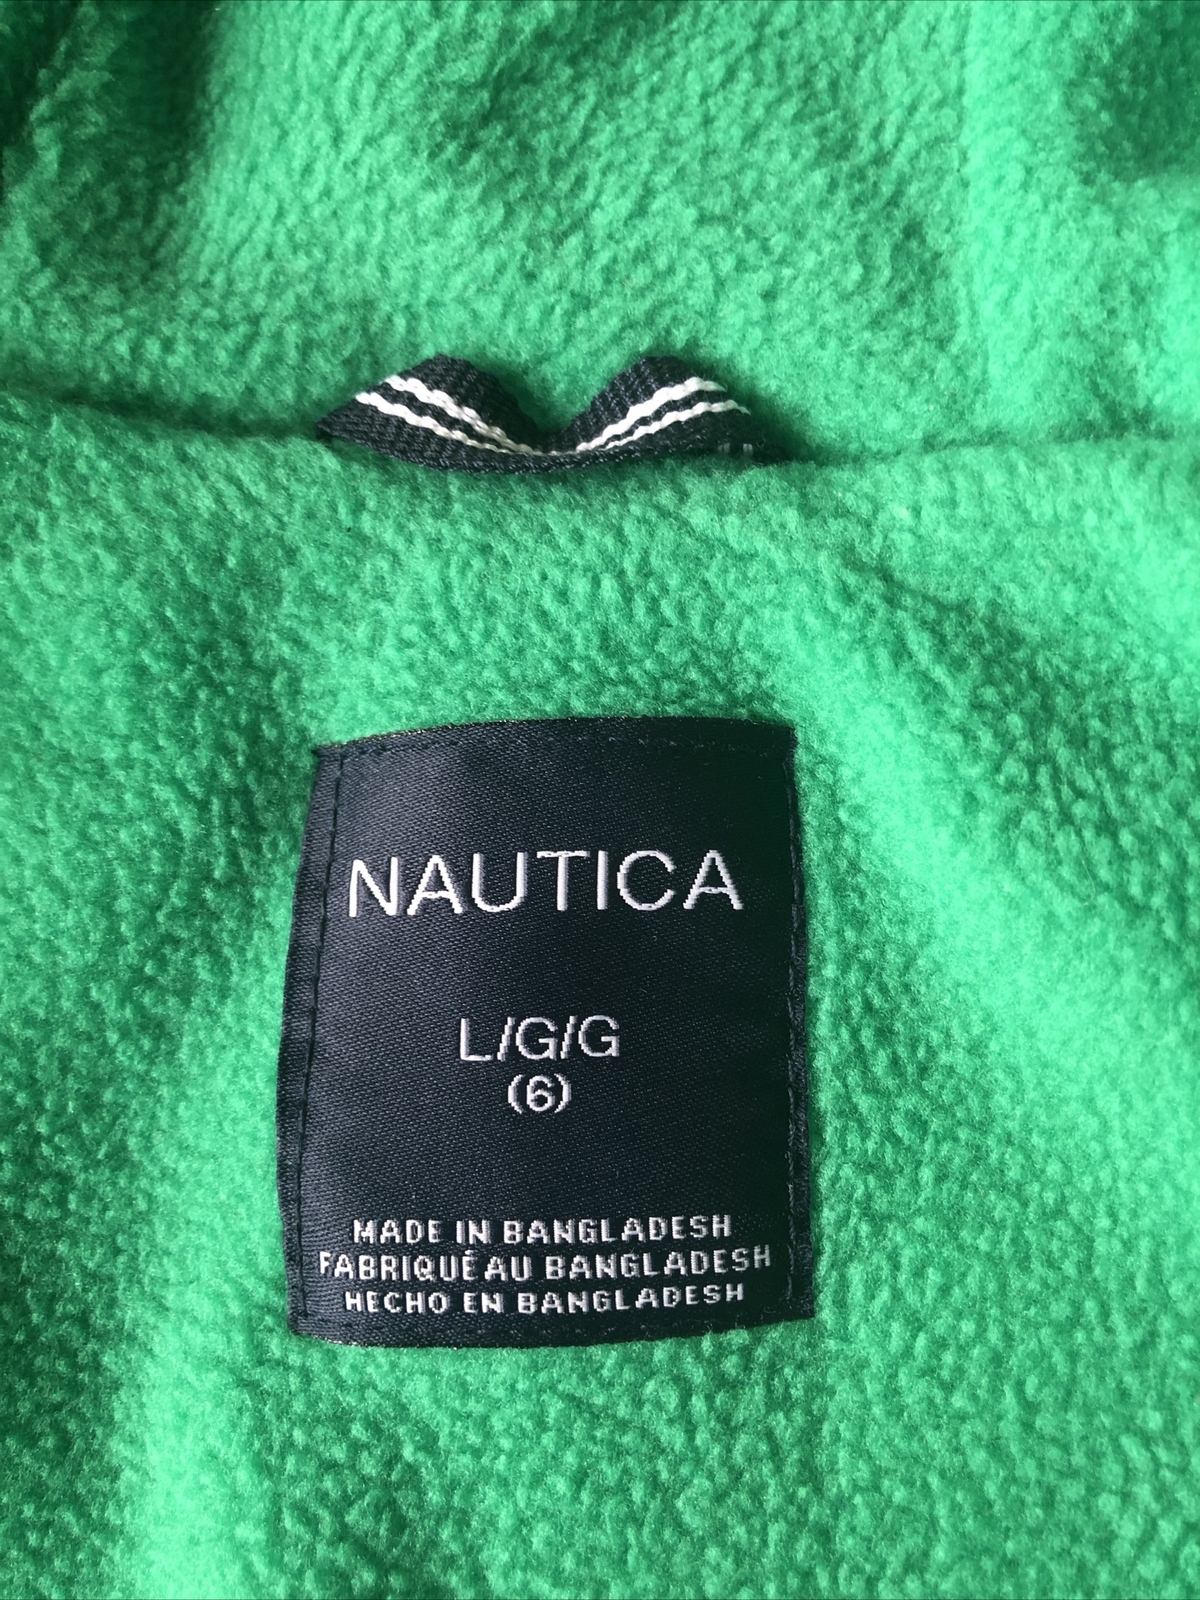 NAUTICA
L/G/G
(6)
MADE IN BANGLADESH
FABRIQUÉ AU BANGLADESH
HECHO EN BANGLADESH